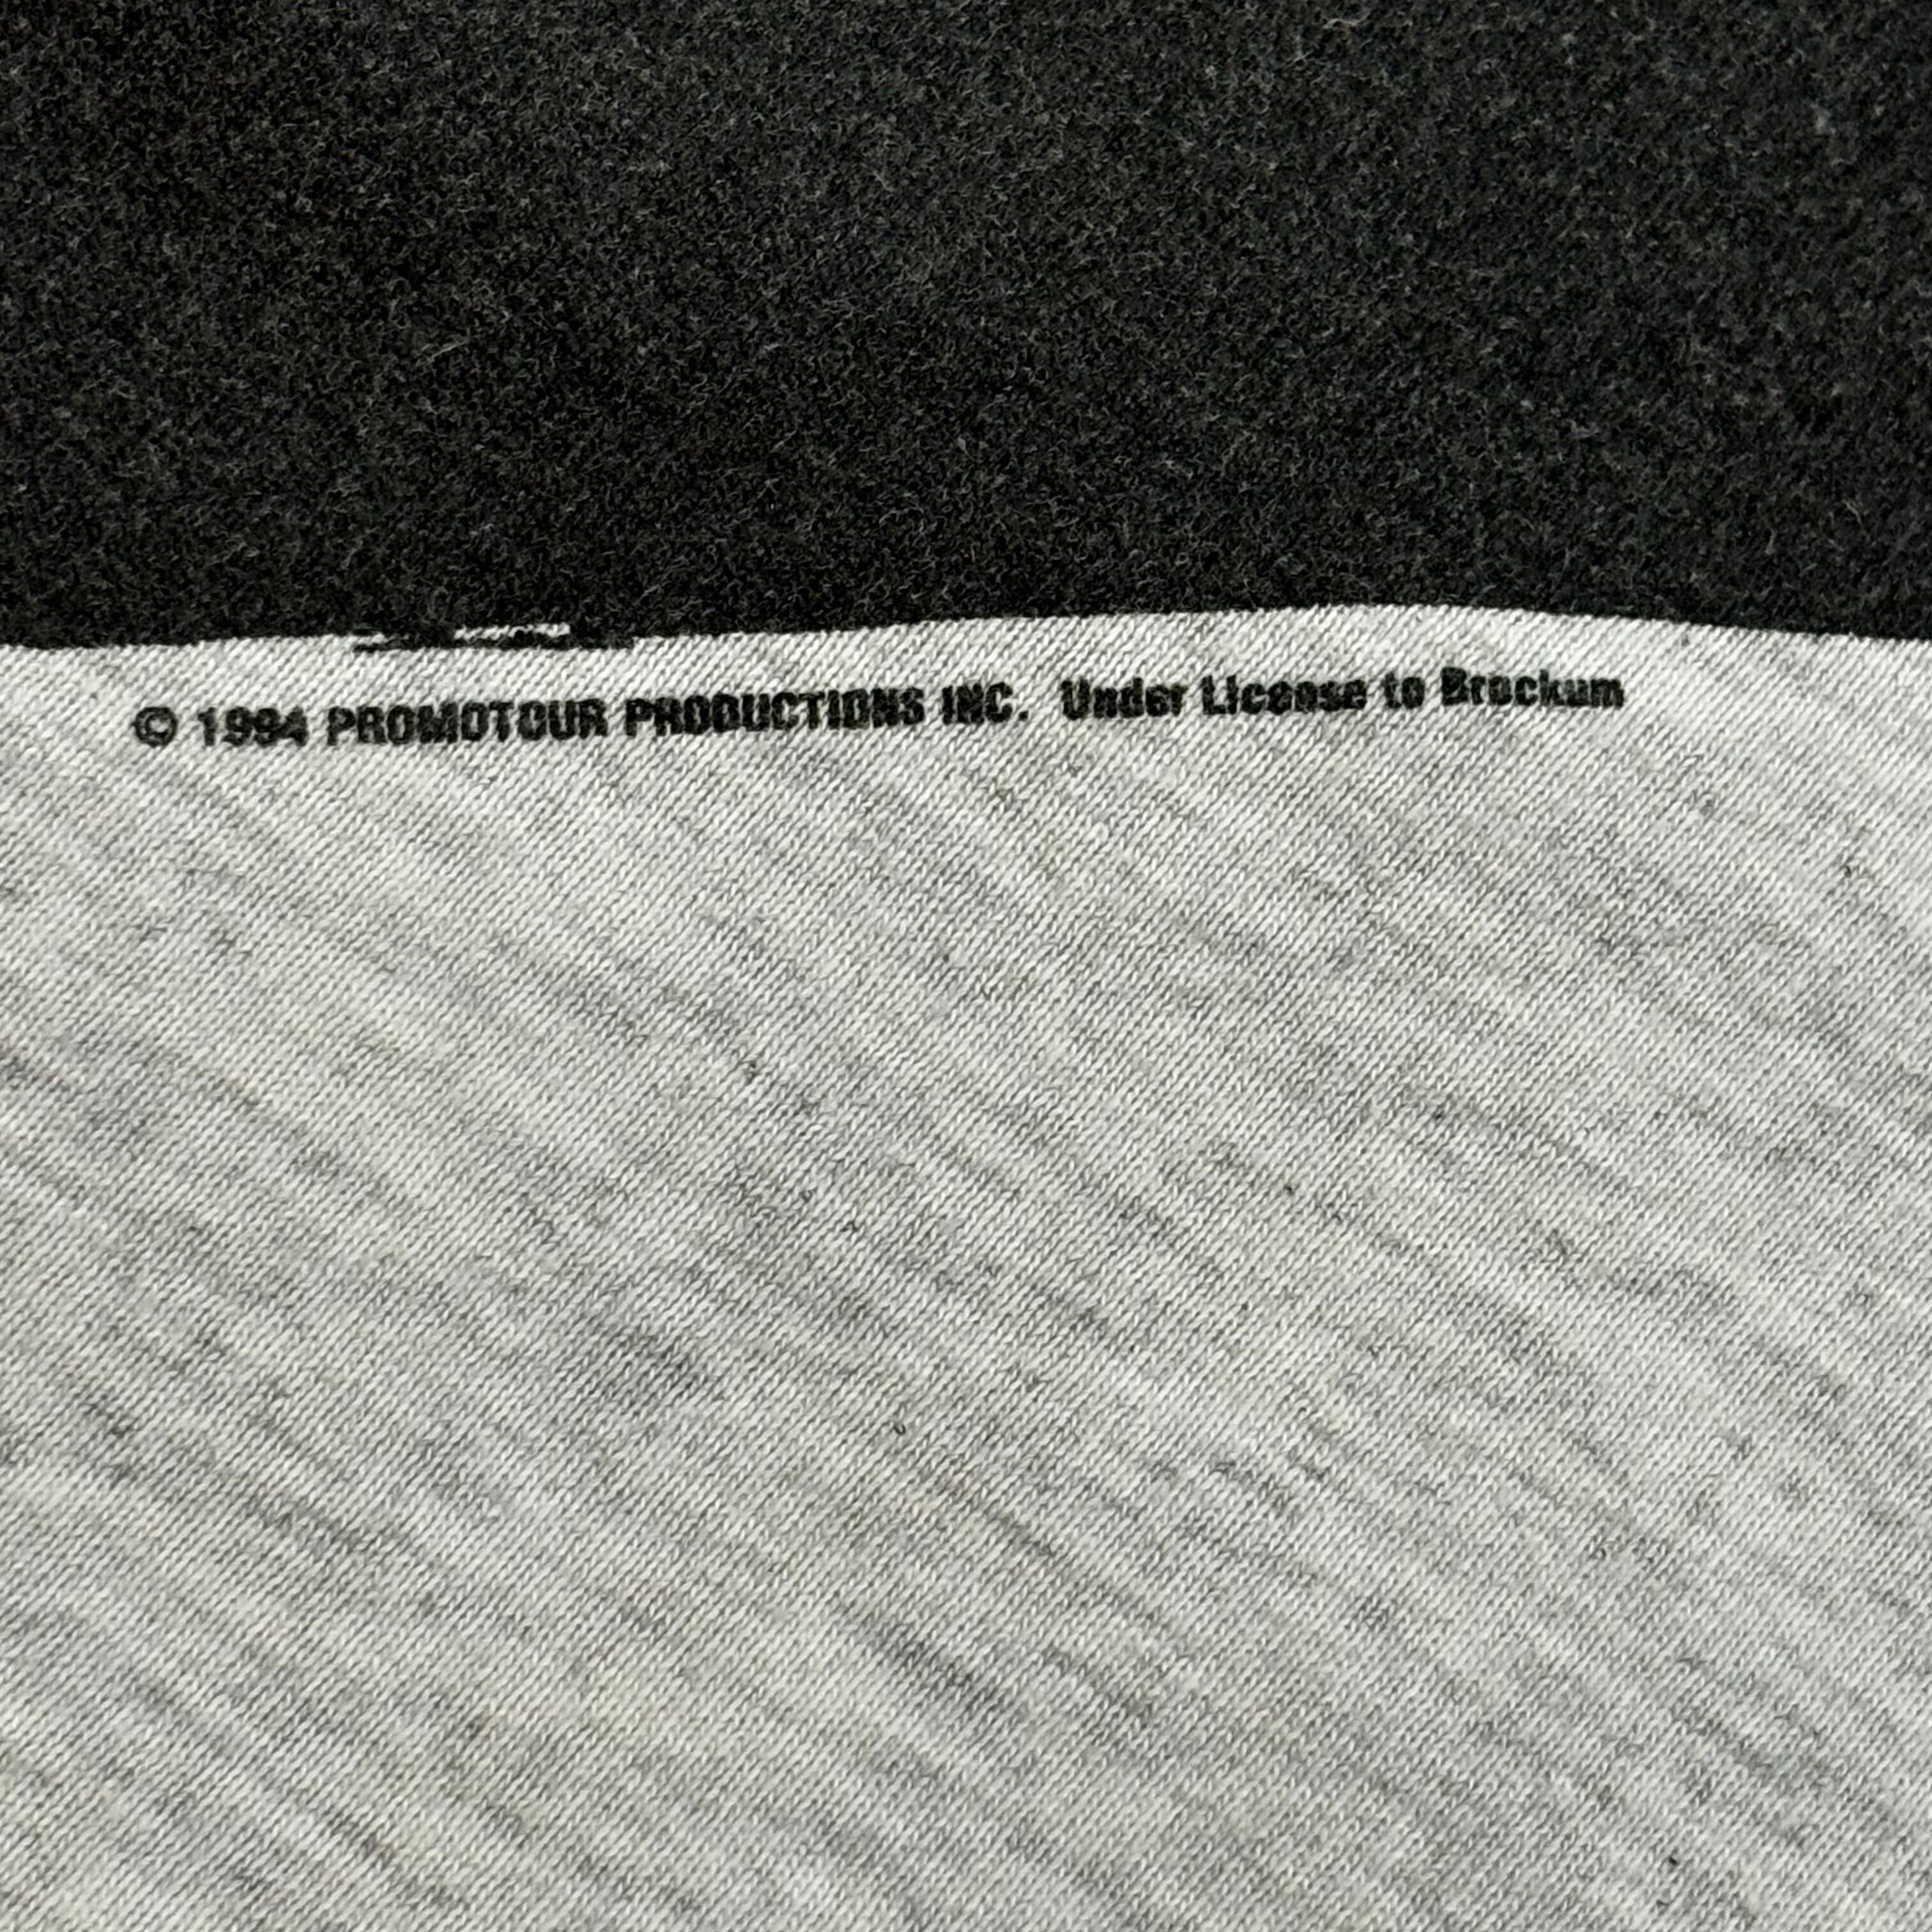 © 1994 PROMOTOUR PRODUCTIONS INC. Under License to Brockum